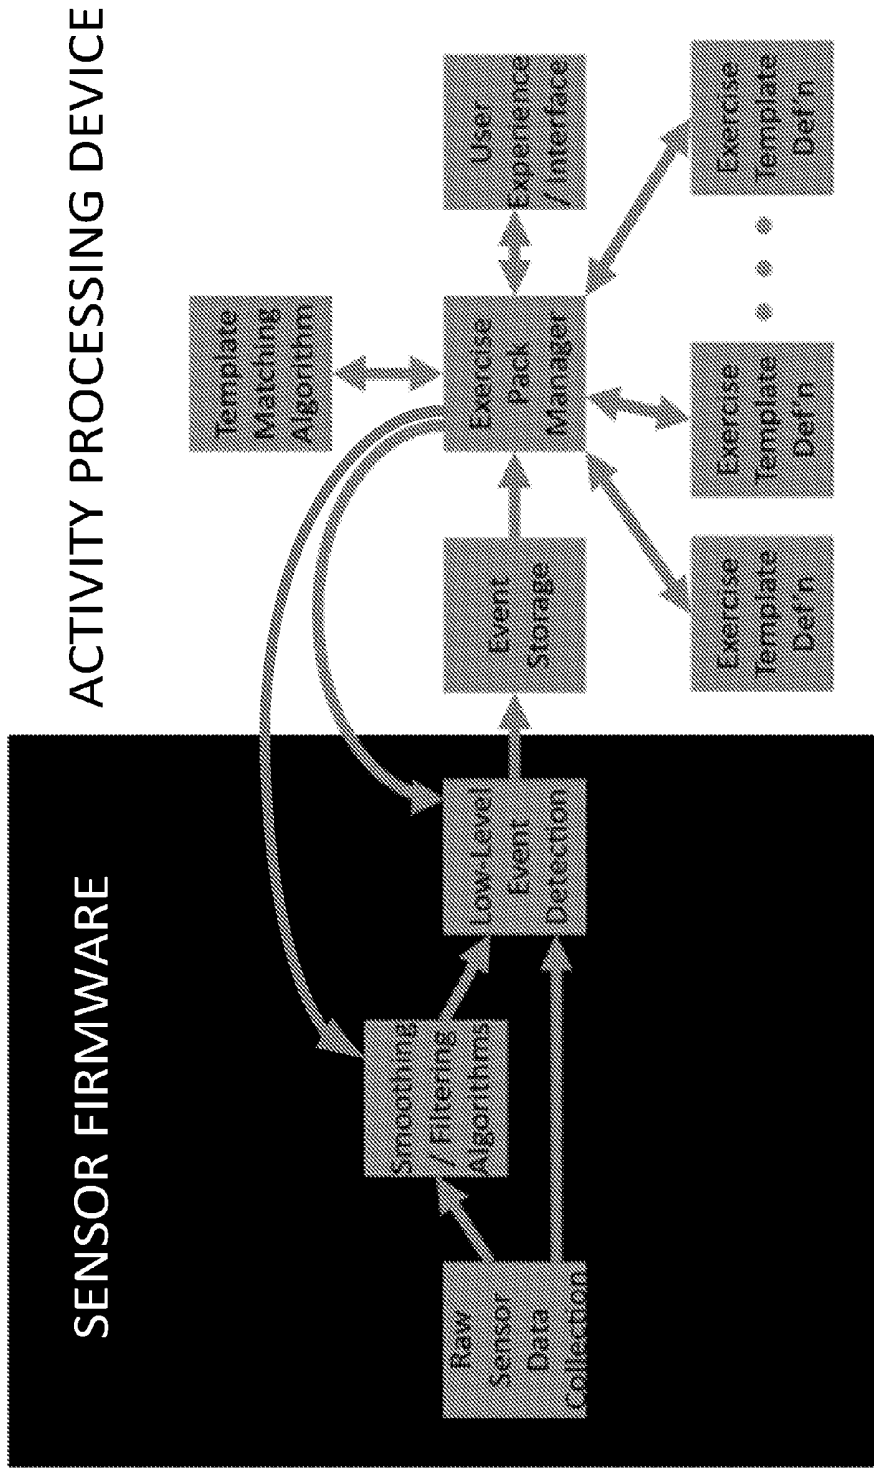 SENSOR FIRMWARE
ACTIVITY PROCESSING DEVICE
Raw
Sensor
Data
Collection
Smoothing
/ Filtering
Algorithms
Low-Level
Event
Detection
Event
Storage
Template
Matching
Algorithm
Exercise
Pack
Manager
User
Experience
/ Interface
Exercise
Template
Def'n
Exercise
Template
Def'n
Exercise
Template
Def'n